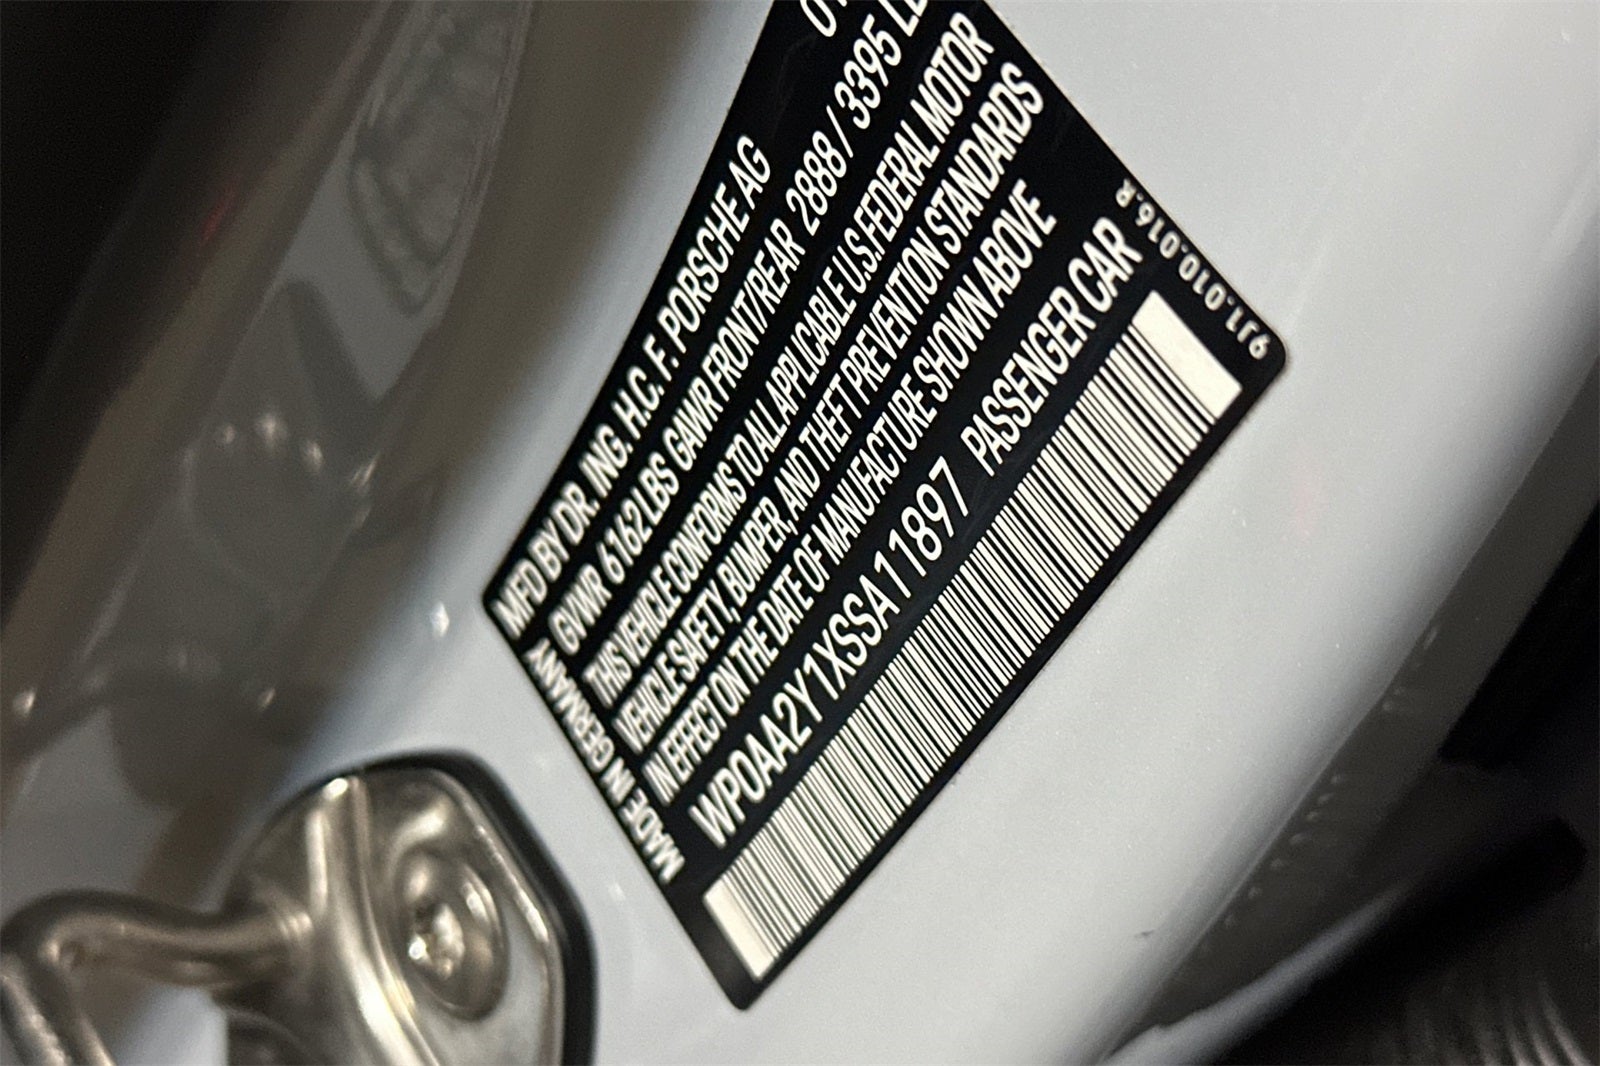 MFD BY DR. ING. H.C. F. PORSCHE AG
GVWR 6162 LBS GAWR FRONT/REAR 2888 / 3395
THIS VEHICLE CONFORMS TO ALL APPLICABLE U.S. FEDERAL MOTOR
VEHICLE SAFETY, BUMPER, AND THEFT PREVENTION STANDARDS
IN EFFECT ON THE DATE OF MANUFACTURE SHOWN ABOVE
WP0AA2Y1XSSA11897 PASSENGER CAR
MADE IN GERMANY
9J1.010.016.R